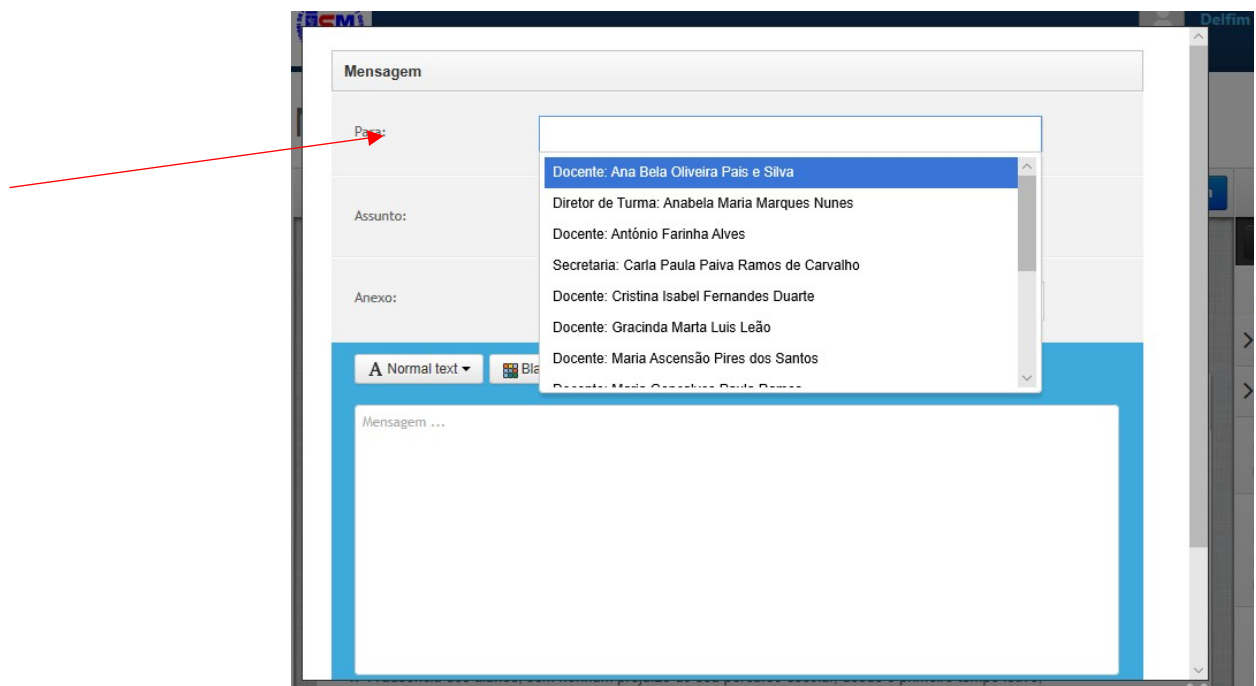 Delfim
Mensagem
Para:
Docente: Ana Bela Oliveira Pais e Silva
Diretor de Turma: Anabela Maria Marques Nunes
Assunto:
Docente: António Farinha Alves
Secretaria: Carla Paula Paiva Ramos de Carvalho
Anexo:
Docente: Cristina Isabel Fernandes Duarte
Docente: Gracinda Marta Luis Leão
Docente: Maria Ascensão Pires dos Santos
A Normal text
Bla
Mensagem ...